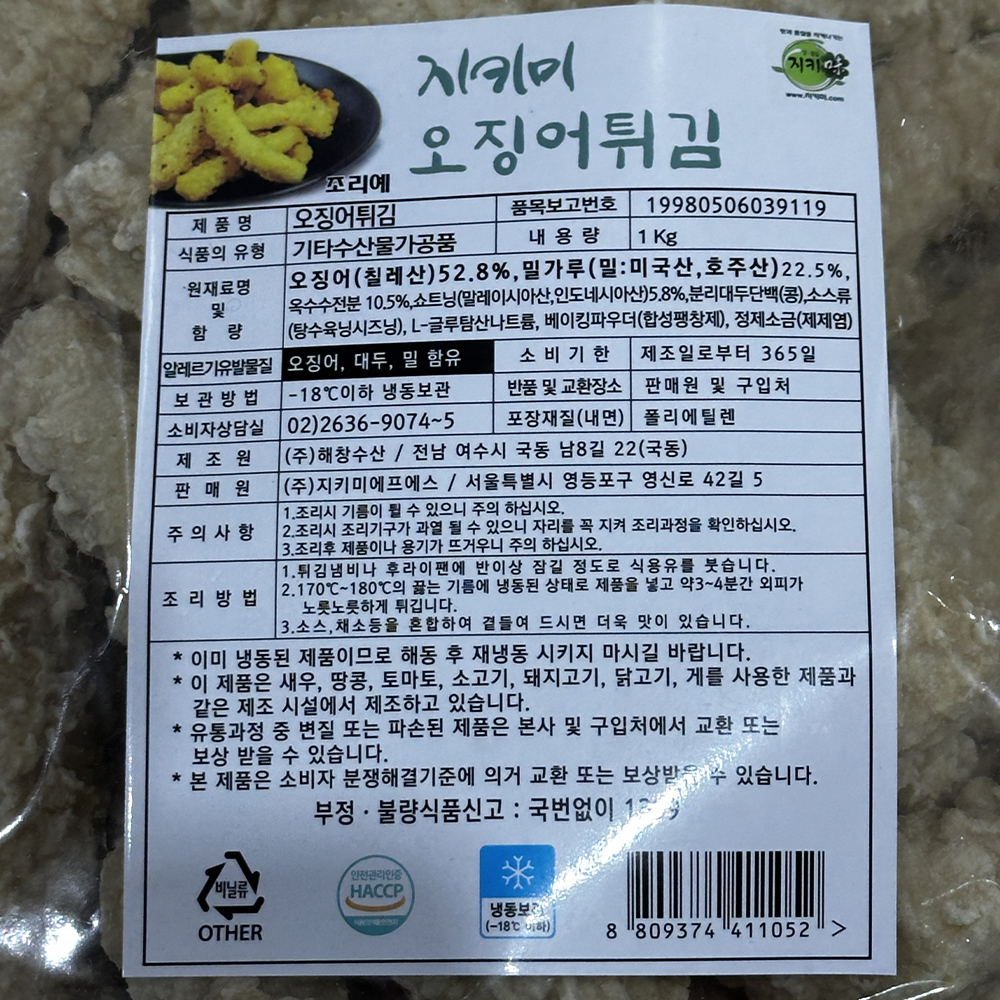 지키미
오징어튀김
조리예
지키
제품명 오징어튀김 품목보고번호 19980506039119
식품의 유형 기타수산물가공품 내용량 1Kg
원재료명 및 함량
오징어(칠레산)52.8%,밀가루(밀:미국산,호주산)22.5%,
옥수수전분 10.5%,쇼트닝(말레이시아산,인도네시아산)5.8%,분리대두단백(콩),소스류
(탕수육닝시즈닝), L-글루탐산나트륨, 베이킹파우더(합성팽창제), 정제소금(제제염)
알레르기유발물질 오징어, 대두, 밀 함유 소비기한 제조일로부터 365일
보관방법 -18℃이하 냉동보관 반품 및 교환장소 판매원 및 구입처
소비자상담실 02)2636-9074~5 포장재질(내면) 폴리에틸렌
제조원 (주)해창수산 / 전남 여수시 국동 남8길 22(국동)
판매원 (주)지키미에프에스 / 서울특별시 영등포구 영신로 42길 5
주의사항
1.조리시 기름이 튈 수 있으니 주의 하십시오.
2.조리시 조리기구가 과열 될 수 있으니 자리를 꼭 지켜 조리과정을 확인하십시오.
3.조리후 제품이나 용기가 뜨거우니 주의 하십시오.
조리방법
1.튀김냄비나 후라이팬에 반이상 잠길 정도로 식용유를 붓습니다.
2.170℃~180℃의 끓는 기름에 냉동된 상태로 제품을 넣고 약3~4분간 외피가
노릇노릇하게 튀깁니다.
3.소스,채소등을 혼합하여 곁들여 드시면 더욱 맛이 있습니다.
* 이미 냉동된 제품이므로 해동 후 재냉동 시키지 마시길 바랍니다.
* 이 제품은 새우, 땅콩, 토마토, 소고기, 돼지고기, 닭고기, 게를 사용한 제품과
같은 제조 시설에서 제조하고 있습니다.
* 유통과정 중 변질 또는 파손된 제품은 본사 및 구입처에서 교환 또는
보상 받을 수 있습니다.
* 본 제품은 소비자 분쟁해결기준에 의거 교환 또는 보상받을 수 있습니다.
부정·불량식품신고 : 국번없이
비닐류
OTHER
안전관리인증
HACCP
냉동보관
(-18℃ 이하)
8 809374 411052 >